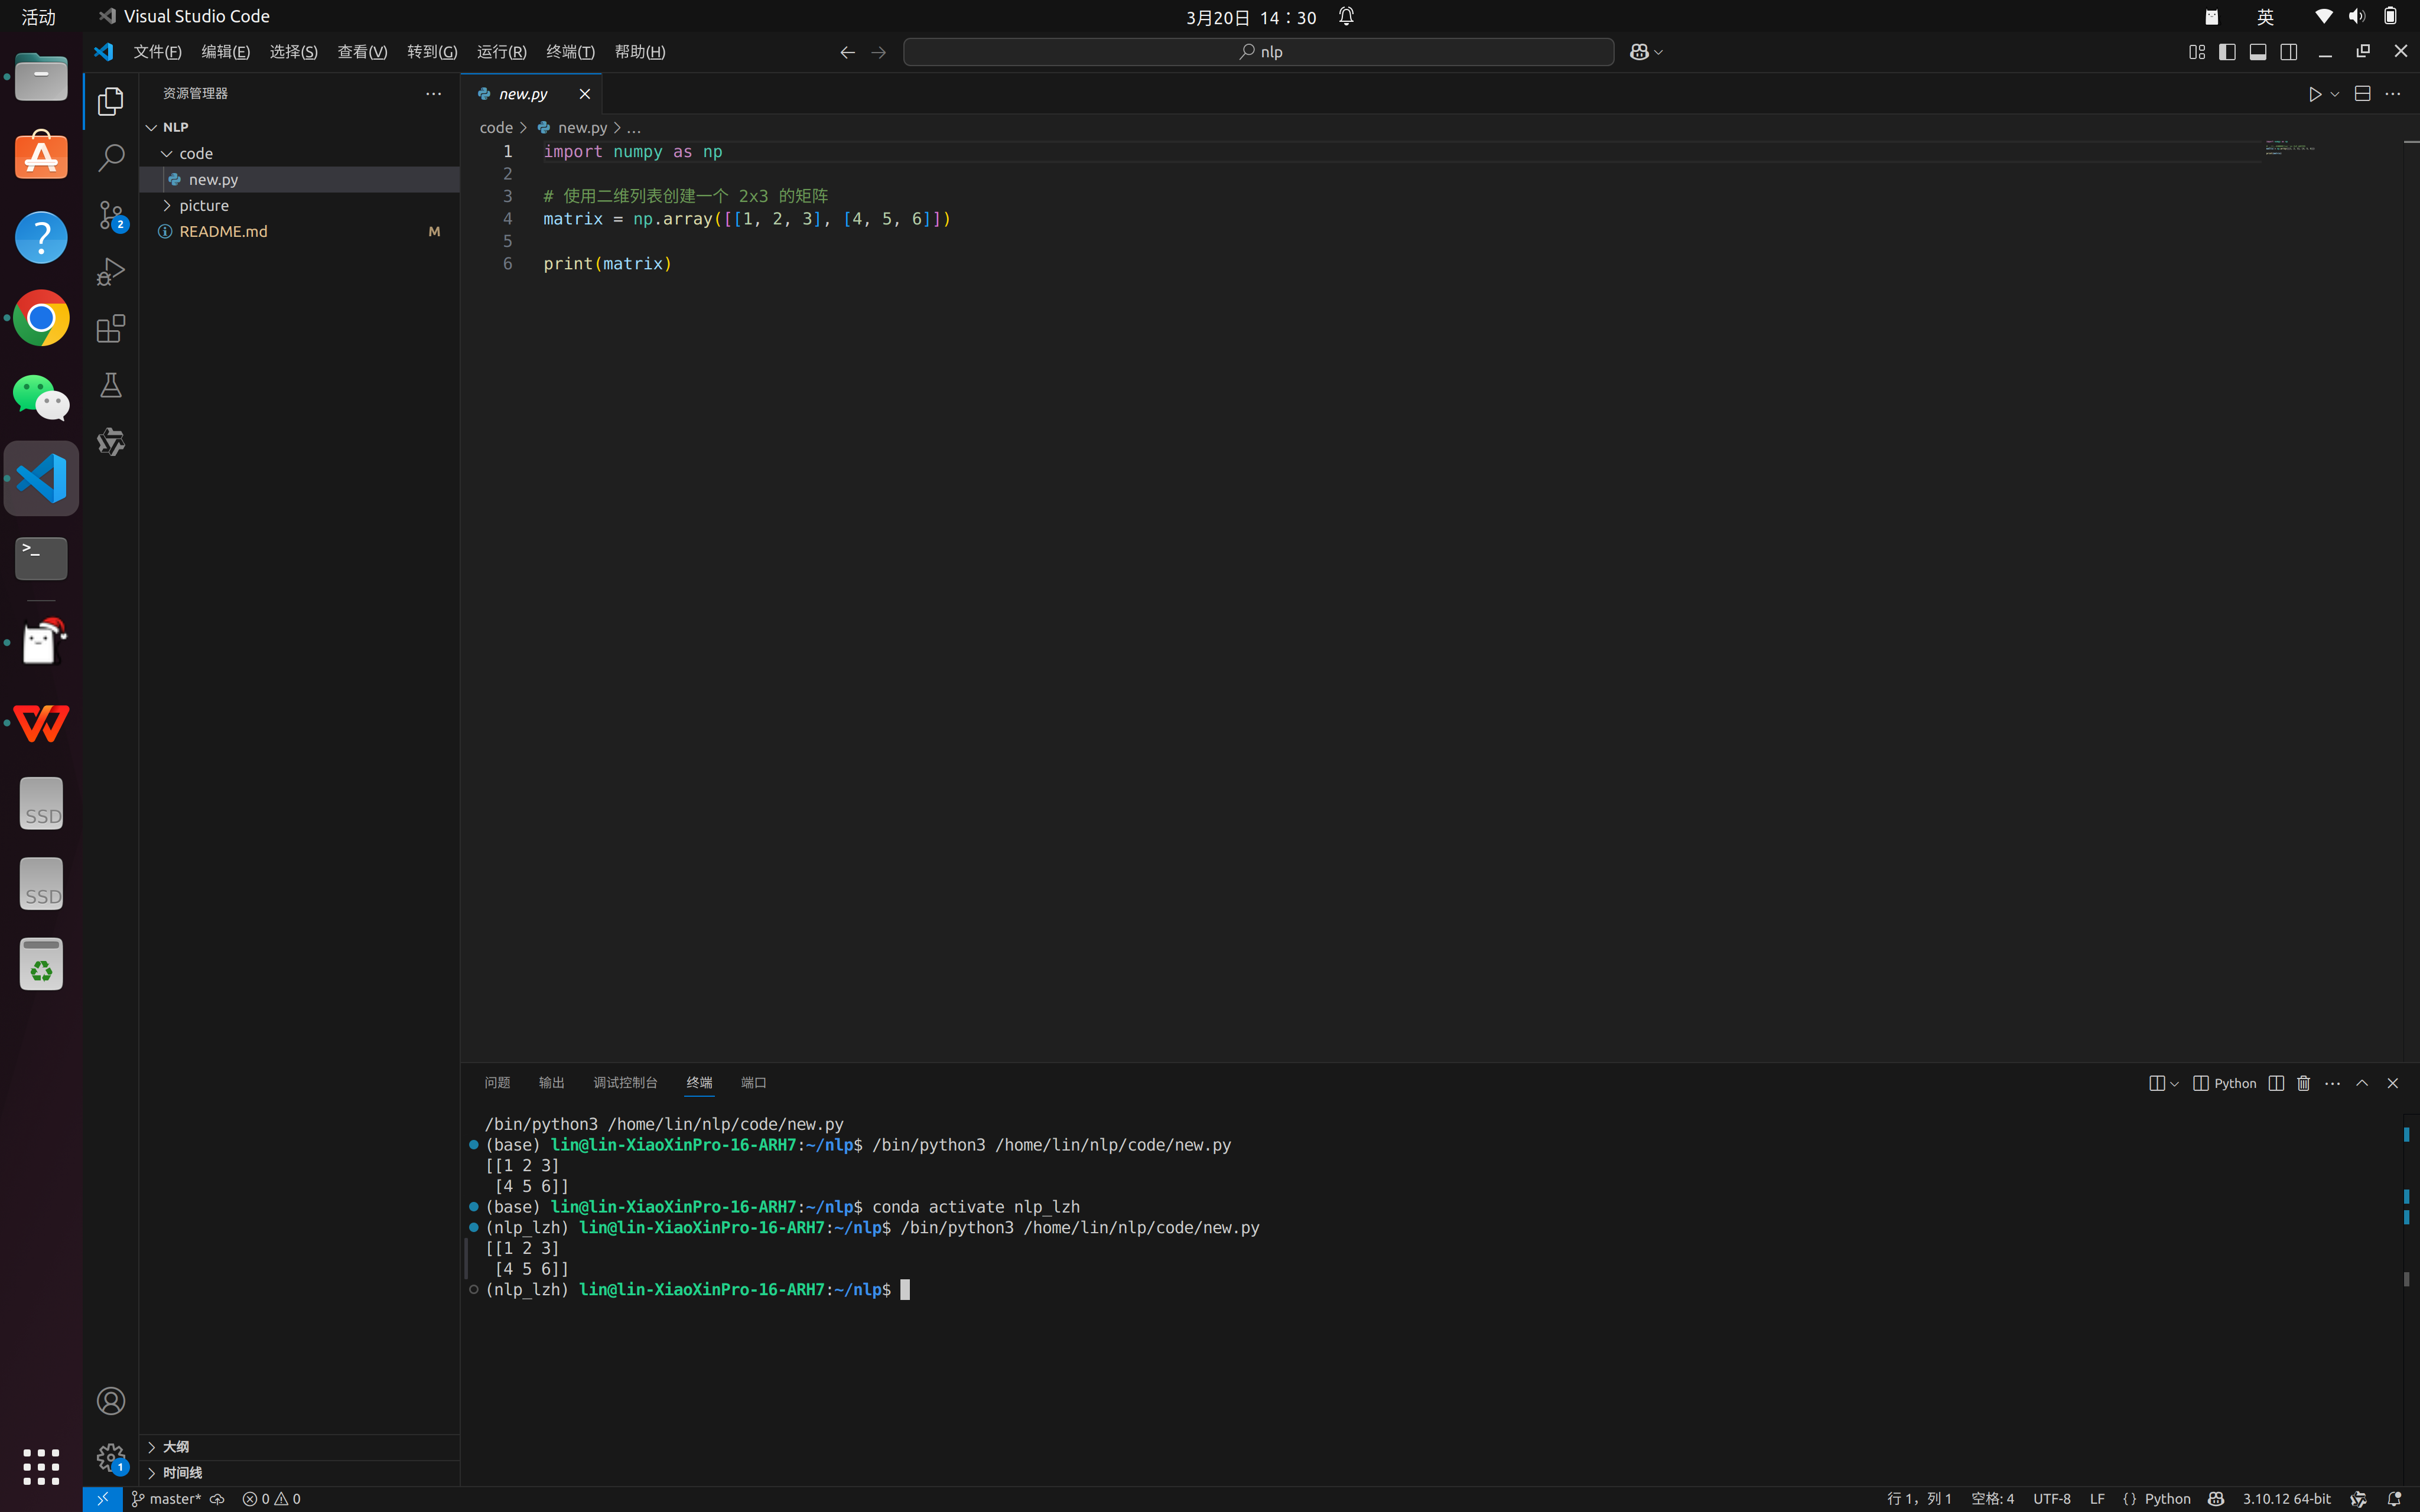 活动
Visual Studio Code
3月20日 14：30
英
文件(F) 编辑(E) 选择(S) 查看(V) 转到(G) 运行(R) 终端(T) 帮助(H)
nlp
资源管理器
new.py
NLP
code
new.py
picture
README.md M
2
code > new.py > ...
1 import numpy as np
2
3 # 使用二维列表创建一个 2x3 的矩阵
4 matrix = np.array([[1, 2, 3], [4, 5, 6]])
5
6 print(matrix)
SSD
SSD
问题 输出 调试控制台 终端 端口
Python
/bin/python3 /home/lin/nlp/code/new.py
(base) lin@lin-XiaoXinPro-16-ARH7:~/nlp$ /bin/python3 /home/lin/nlp/code/new.py
[[1 2 3]
[4 5 6]]
(base) lin@lin-XiaoXinPro-16-ARH7:~/nlp$ conda activate nlp_lzh
(nlp_lzh) lin@lin-XiaoXinPro-16-ARH7:~/nlp$ /bin/python3 /home/lin/nlp/code/new.py
[[1 2 3]
[4 5 6]]
(nlp_lzh) lin@lin-XiaoXinPro-16-ARH7:~/nlp$
大纲
1
时间线
master* 0 0
行 1，列 1 空格: 4 UTF-8 LF {} Python 3.10.12 64-bit